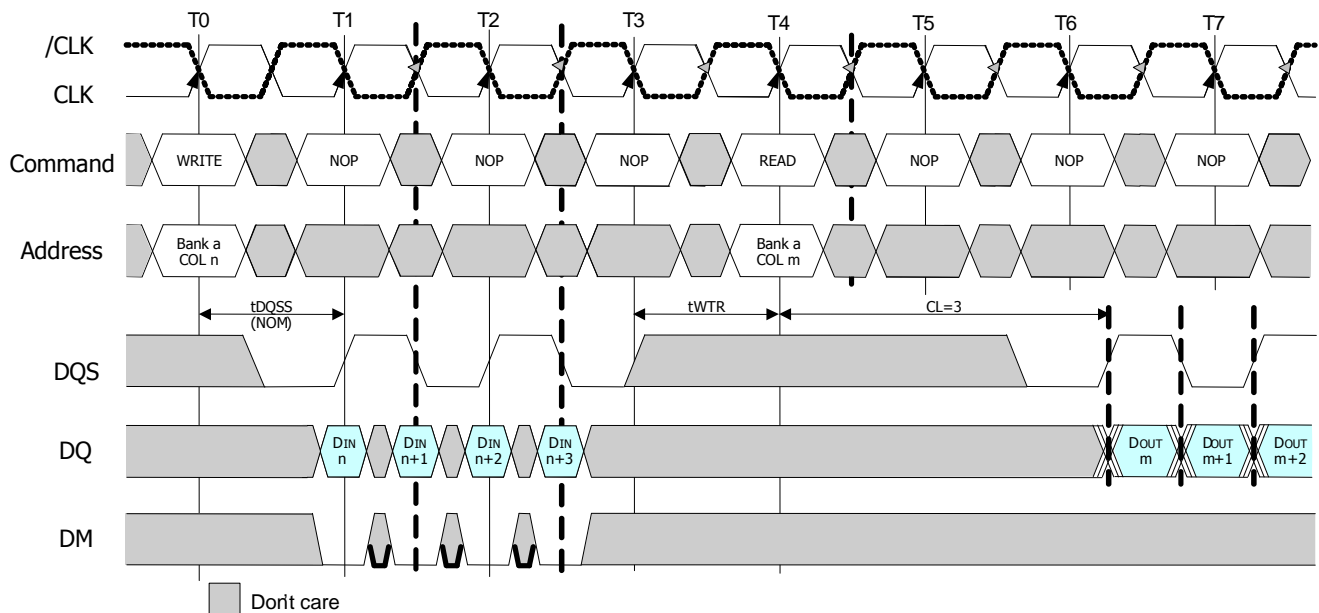 T0 T1 T2 T3 T4 T5 T6 T7
/CLK
CLK
Command WRITE NOP NOP NOP READ NOP NOP NOP
Address Bank a COL n Bank a COL m
tDQSS (NOM) tWTR CL=3
DQS
DQ DIN n DIN n+1 DIN n+2 DIN n+3 DOUT m DOUT m+1 DOUT m+2
DM
Don't care